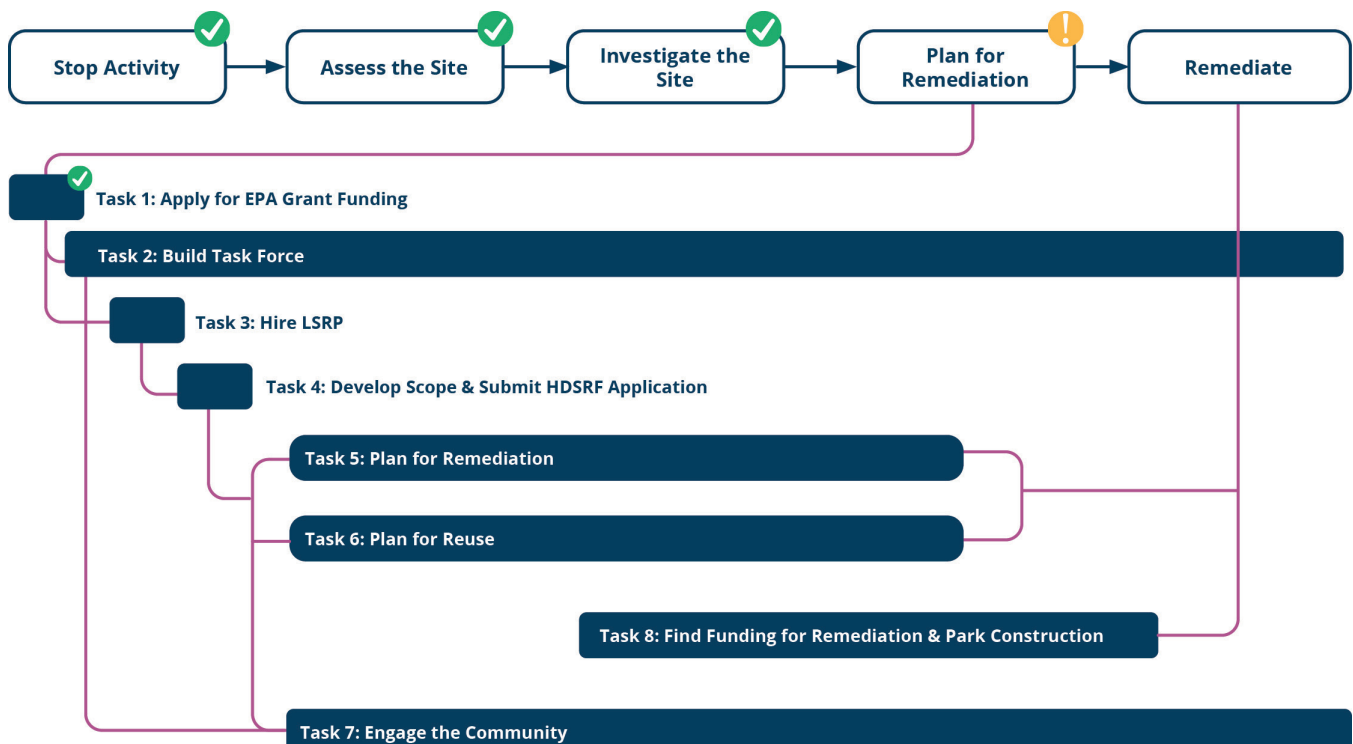 Stop Activity
Assess the Site
Investigate the
Site
Plan for
Remediation
!
Remediate
Task 1: Apply for EPA Grant Funding
Task 2: Build Task Force
Task 3: Hire LSRP
Task 4: Develop Scope & Submit HDSRF Application
Task 5: Plan for Remediation
Task 6: Plan for Reuse
Task 8: Find Funding for Remediation & Park Construction
Task 7: Engage the Community